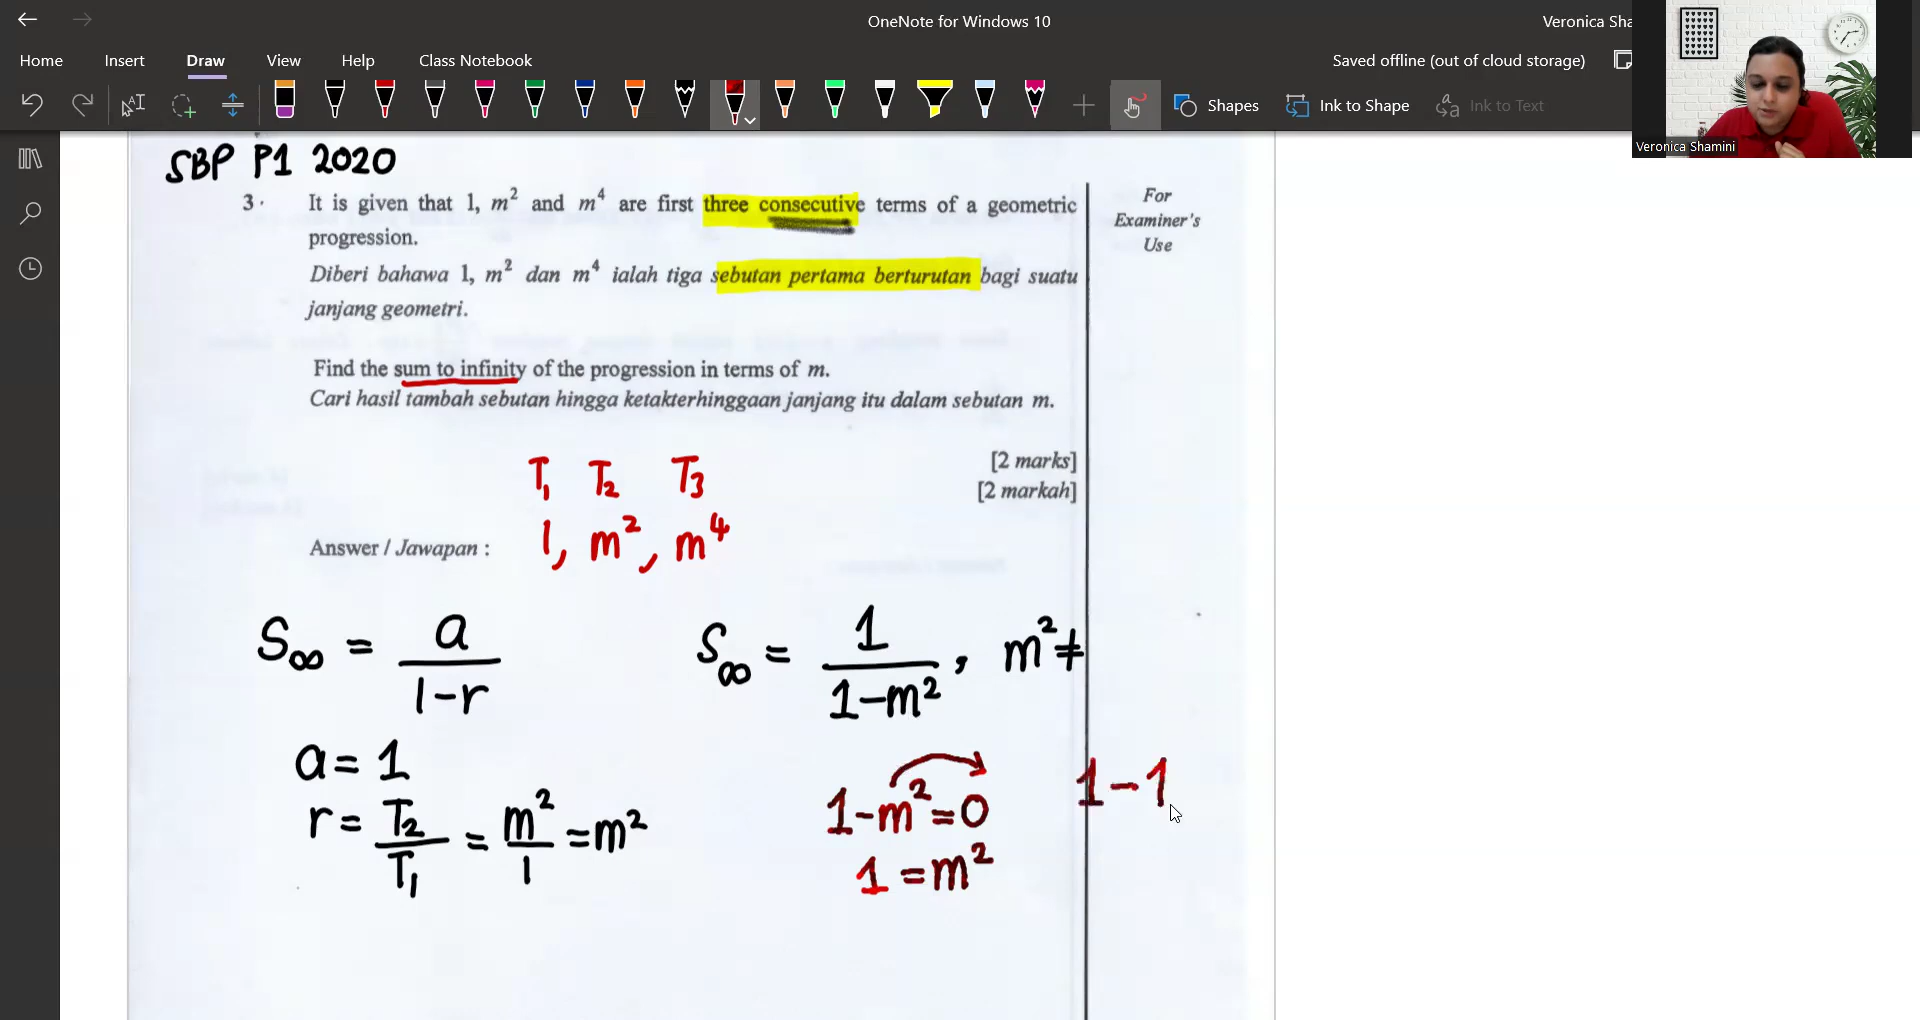 OneNote for Windows 10
Veronica Sha
Home Insert Draw View Help Class Notebook
Saved offline (out of cloud storage)
Shapes Ink to Shape Ink to Text
Veronica Shamini
SBP P1 2020
3. It is given that 1, m² and m⁴ are first three consecutive terms of a geometric
progression.
Diberi bahawa 1, m² dan m⁴ ialah tiga sebutan pertama berturutan bagi suatu
janjang geometri.
For
Examiner's
Use
Find the sum to infinity of the progression in terms of m.
Cari hasil tambah sebutan hingga ketakterhinggaan janjang itu dalam sebutan m.
[2 marks]
[2 markah]
T₁ T₂ T₃
Answer / Jawapan :
1, m², m⁴
S∞ = a/(1-r)
a = 1
r = T₂/T₁ = m²/1 = m²
S∞ = 1/(1-m²), m² ≠
1-m² = 0
1 = m²
1-1